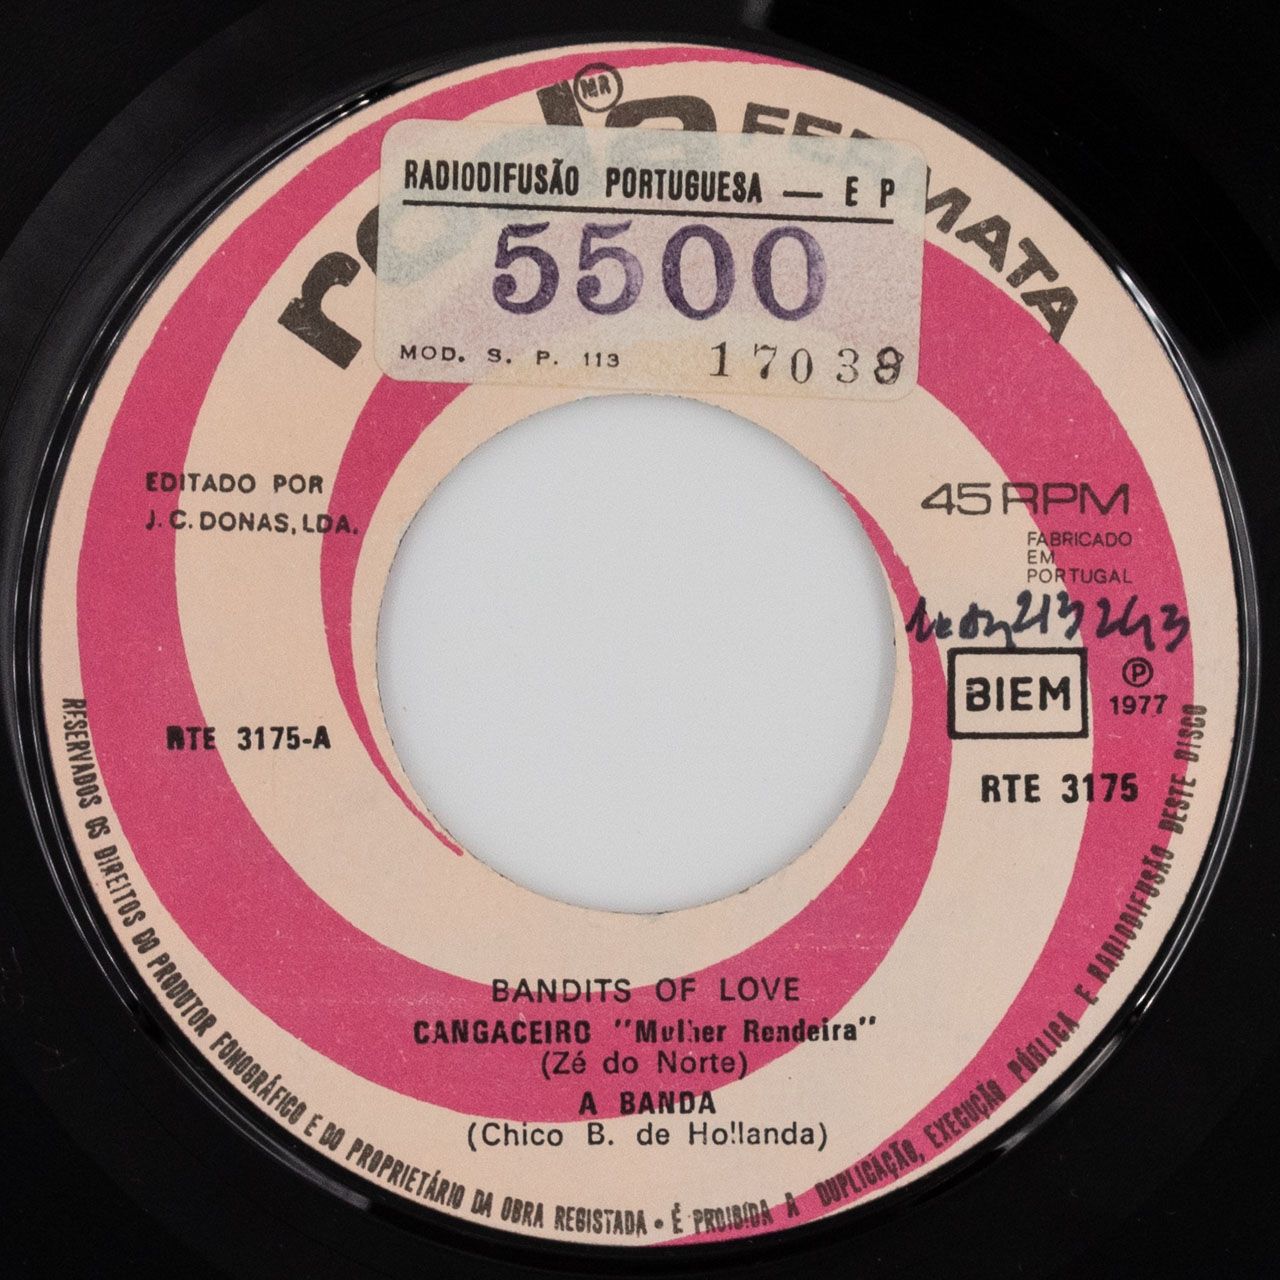 MR
RADIODIFUSÃO PORTUGUESA — E P
5500
MOD. S. P. 113 17038
EDITADO POR
J. C. DONAS, LDA.
45 RPM
FABRICADO
EM
PORTUGAL
BIEM
Ⓟ
1977
RTE 3175-A
RTE 3175
BANDITS OF LOVE
CANGACEIRO "Mulher Rendeira"
(Zé do Norte)
A BANDA
(Chico B. de Hollanda)
RESERVADOS OS DIREITOS DO PRODUTOR FONOGRÁFICO E DO PROPRIETÁRIO DA OBRA REGISTADA • É PROIBIDA A DUPLICAÇÃO, EXECUÇÃO PÚBLICA E RADIODIFUSÃO DESTE DISCO